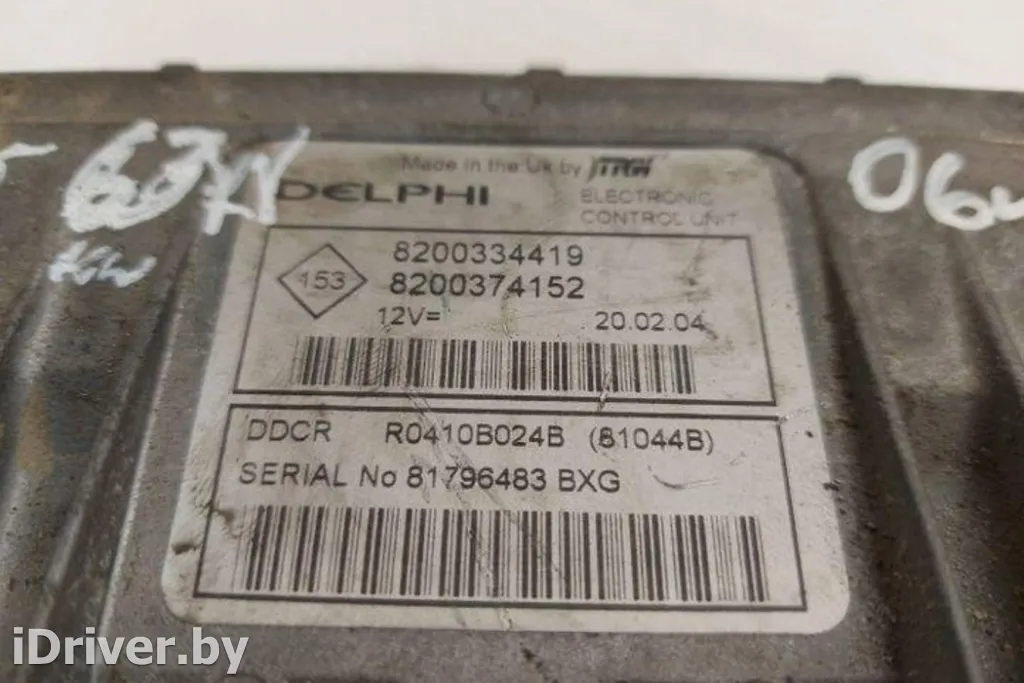 Made in the UK by TRW
DELPHI
ELECTRONIC
CONTROL UNIT
8200334419
153
8200374152
12V=
20.02.04
DDCR R0410B024B (81044B)
SERIAL No 81796483 BXG
iDriver.by